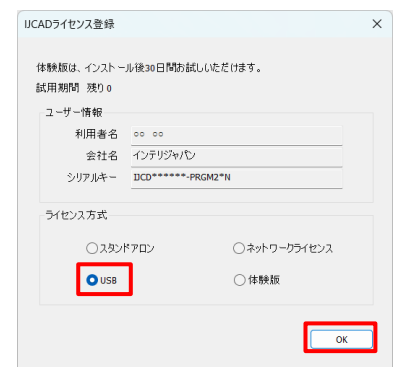 IJCADライセンス登録
体験版は、インストール後30日間お試しいただけます。
試用期間 残り 0
ユーザー情報
利用者名 ○○ ○○
会社名 インテリジャパン
シリアルキー IJCD******-PRGM2*N
ライセンス方式
スタンドアロン ネットワークライセンス
USB 体験版
OK